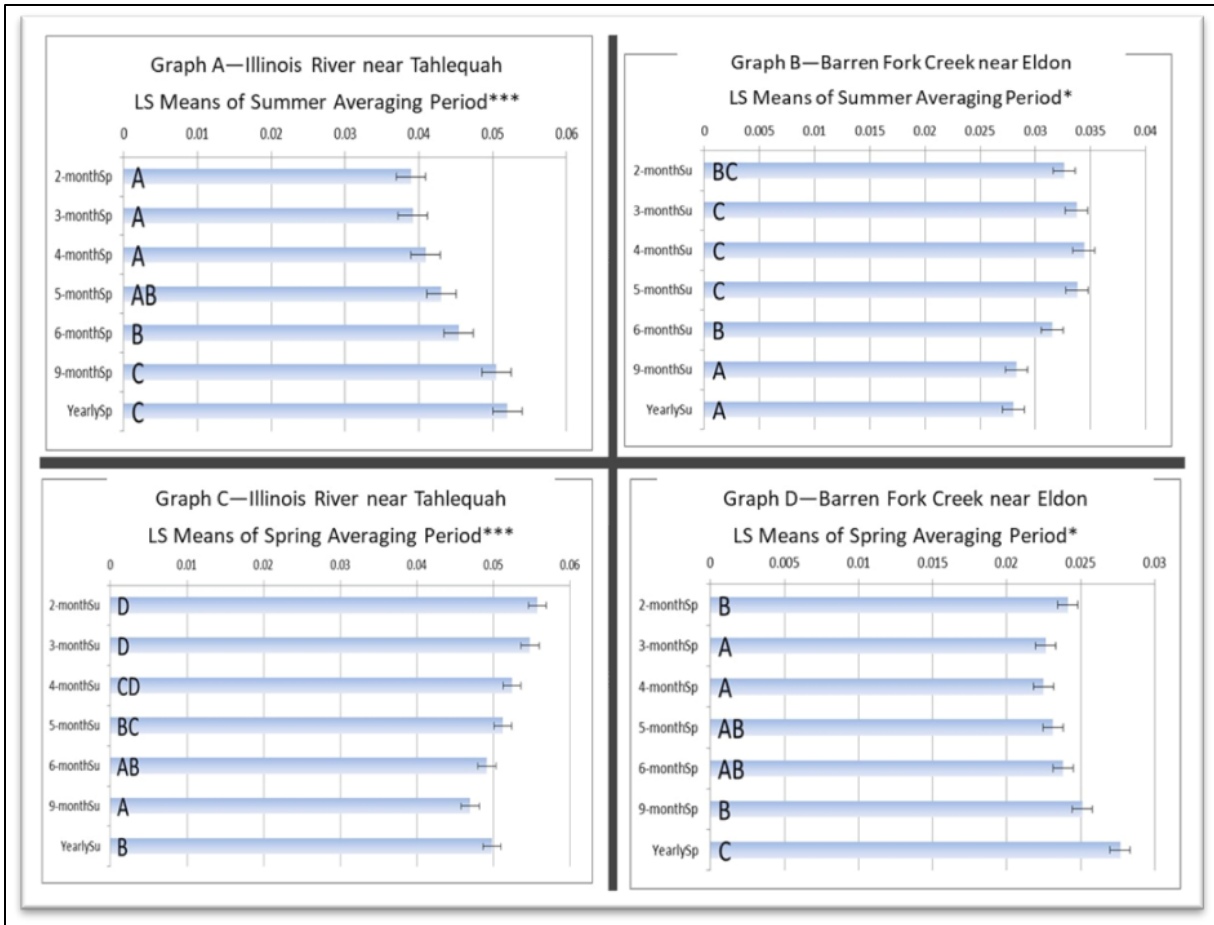 Graph A—Illinois River near Tahlequah
LS Means of Summer Averaging Period***
0 0.01 0.02 0.03 0.04 0.05 0.06
2-monthSp A
3-monthSp A
4-monthSp A
5-monthSp AB
6-monthSp B
9-monthSp C
YearlySp C
Graph B—Barren Fork Creek near Eldon
LS Means of Summer Averaging Period*
0 0.005 0.01 0.015 0.02 0.025 0.03 0.035 0.04
2-monthSu BC
3-monthSu C
4-monthSu C
5-monthSu C
6-monthSu B
9-monthSu A
YearlySu A
Graph C—Illinois River near Tahlequah
LS Means of Spring Averaging Period***
0 0.01 0.02 0.03 0.04 0.05 0.06
2-monthSu D
3-monthSu D
4-monthSu CD
5-monthSu BC
6-monthSu AB
9-monthSu A
YearlySu B
Graph D—Barren Fork Creek near Eldon
LS Means of Spring Averaging Period*
0 0.005 0.01 0.015 0.02 0.025 0.03
2-monthSp B
3-monthSp A
4-monthSp A
5-monthSp AB
6-monthSp AB
9-monthSp B
YearlySp C